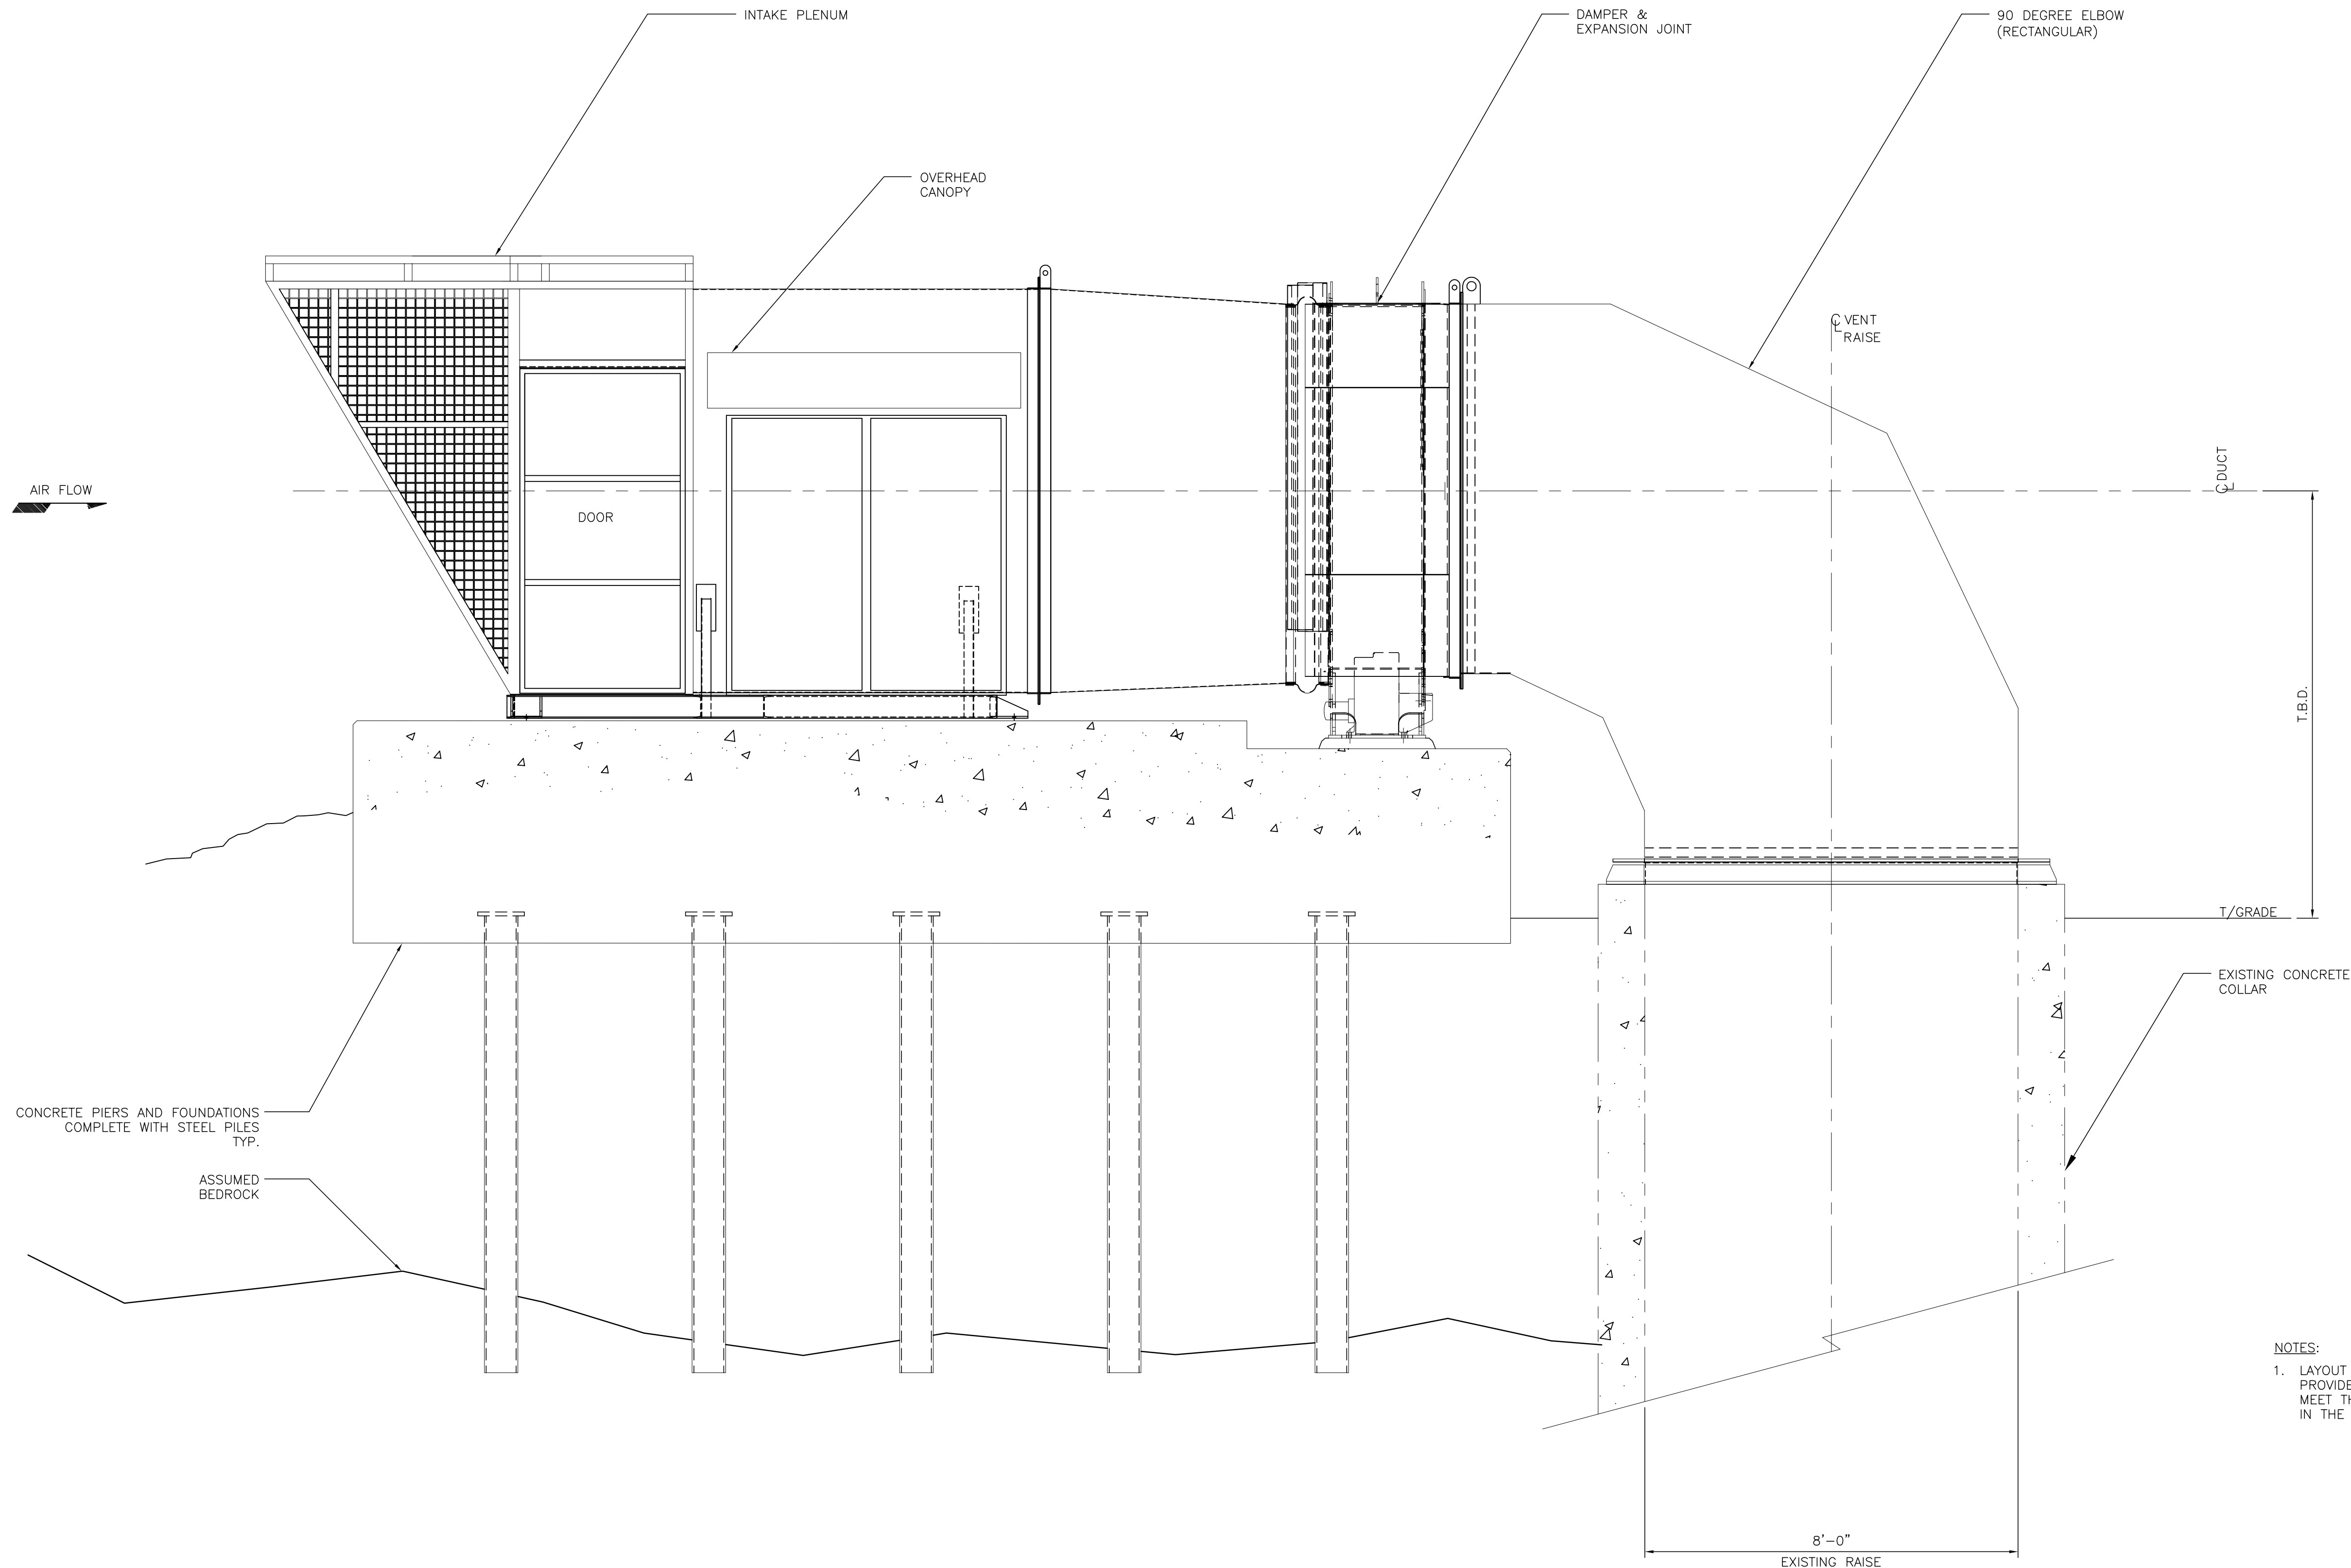 INTAKE PLENUM
DAMPER &
EXPANSION JOINT
90 DEGREE ELBOW
(RECTANGULAR)
OVERHEAD
CANOPY
℄ VENT
RAISE
AIR FLOW
DOOR
℄ DUCT
T.B.D.
T/GRADE
EXISTING CONCRETE
COLLAR
CONCRETE PIERS AND FOUNDATIONS
COMPLETE WITH STEEL PILES
TYP.
ASSUMED
BEDROCK
NOTES:
1. LAYOUT
PROVIDE
MEET TH
IN THE
8'-0"
EXISTING RAISE